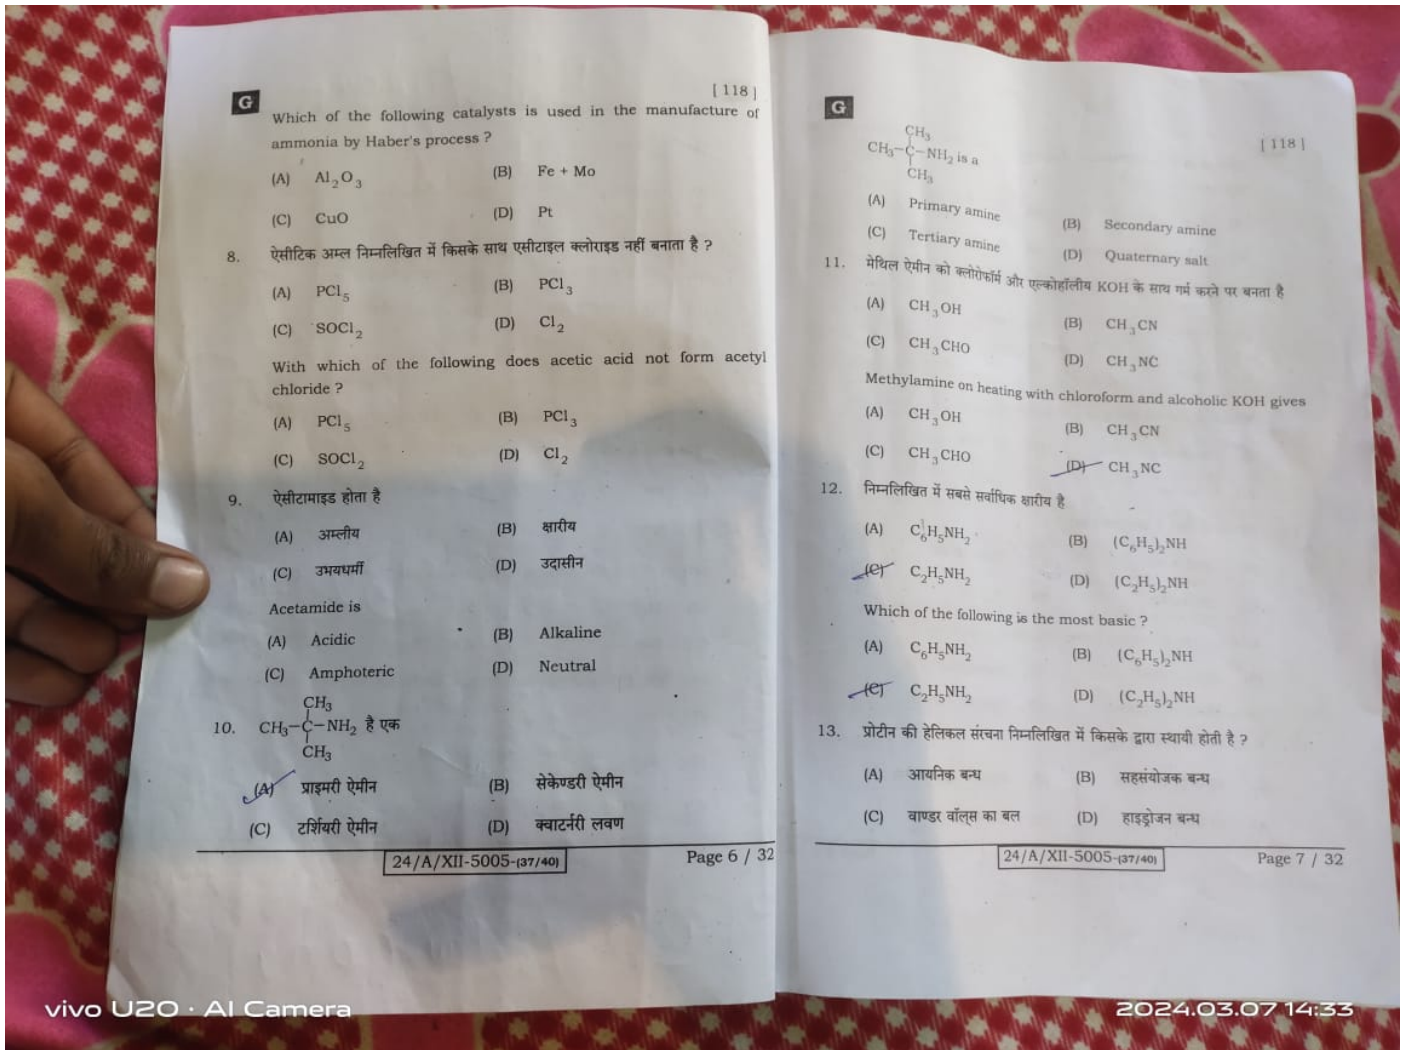 G
[ 118 ]
Which of the following catalysts is used in the manufacture of
ammonia by Haber's process ?
(A) Al₂O₃ (B) Fe + Mo
(C) CuO (D) Pt
8. ऐसीटिक अम्ल निम्नलिखित में किसके साथ एसीटाइल क्लोराइड नहीं बनाता है ?
(A) PCl₅ (B) PCl₃
(C) SOCl₂ (D) Cl₂
With which of the following does acetic acid not form acetyl
chloride ?
(A) PCl₅ (B) PCl₃
(C) SOCl₂ (D) Cl₂
9. ऐसीटामाइड होता है
(A) अम्लीय (B) क्षारीय
(C) उभयधर्मी (D) उदासीन
Acetamide is
(A) Acidic (B) Alkaline
(C) Amphoteric (D) Neutral
CH₃
10. CH₃–C–NH₂ है एक
CH₃
(A) प्राइमरी ऐमीन (B) सेकेण्डरी ऐमीन
(C) टर्शियरी ऐमीन (D) क्वाटर्नरी लवण
24/A/XII-5005-(37/40) Page 6 / 32
G
[ 118 ]
CH₃
CH₃–C–NH₂ is a
CH₃
(A) Primary amine (B) Secondary amine
(C) Tertiary amine (D) Quaternary salt
11. मेथिल ऐमीन को क्लोरोफॉर्म और एल्कोहॉलीय KOH के साथ गर्म करने पर बनता है
(A) CH₃OH (B) CH₃CN
(C) CH₃CHO (D) CH₃NC
Methylamine on heating with chloroform and alcoholic KOH gives
(A) CH₃OH (B) CH₃CN
(C) CH₃CHO (D) CH₃NC
12. निम्नलिखित में सबसे सर्वाधिक क्षारीय है
(A) C₆H₅NH₂ (B) (C₆H₅)₂NH
(C) C₂H₅NH₂ (D) (C₂H₅)₂NH
Which of the following is the most basic ?
(A) C₆H₅NH₂ (B) (C₆H₅)₂NH
(C) C₂H₅NH₂ (D) (C₂H₅)₂NH
13. प्रोटीन की हेलिकल संरचना निम्नलिखित में किसके द्वारा स्थायी होती है ?
(A) आयनिक बन्ध (B) सहसंयोजक बन्ध
(C) वाण्डर वॉल्स का बल (D) हाइड्रोजन बन्ध
24/A/XII-5005-(37/40) Page 7 / 32
vivo U20 · AI Camera
2024.03.07 14:33